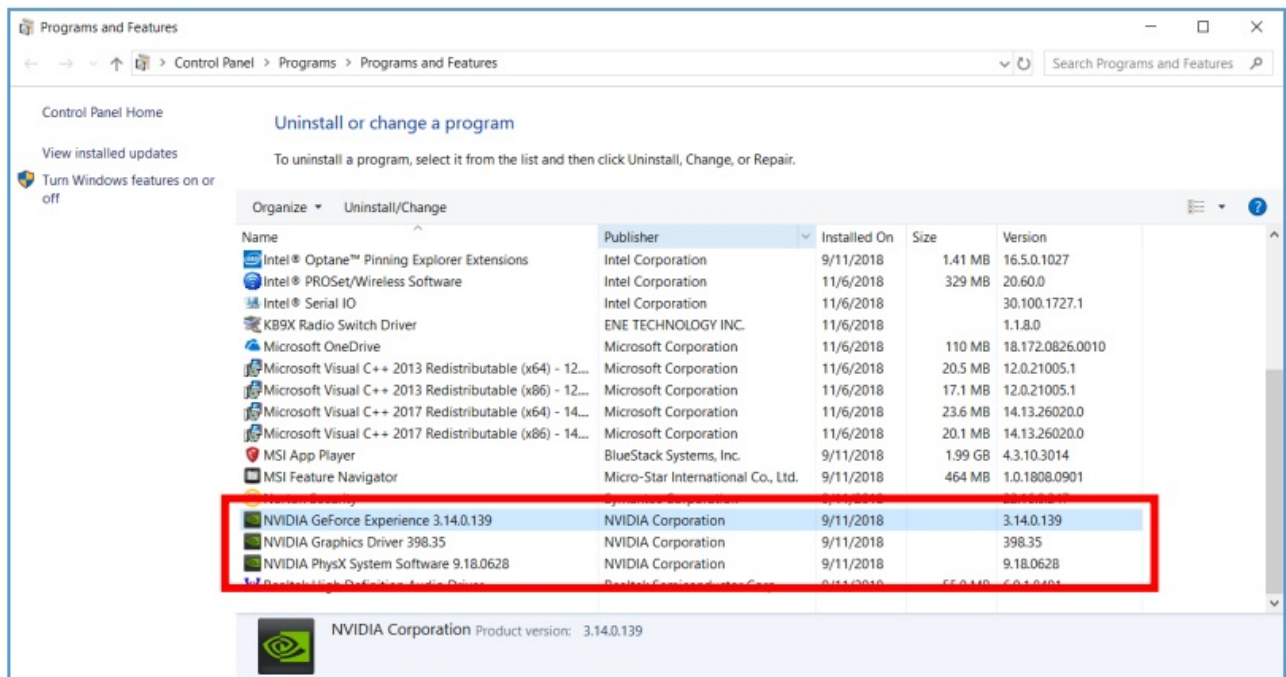 Programs and Features
Control Panel > Programs > Programs and Features
Search Programs and Features
Control Panel Home
View installed updates
Turn Windows features on or
off
Uninstall or change a program
To uninstall a program, select it from the list and then click Uninstall, Change, or Repair.
Organize Uninstall/Change
Name Publisher Installed On Size Version
Intel® Optane™ Pinning Explorer Extensions Intel Corporation 9/11/2018 1.41 MB 16.5.0.1027
Intel® PROSet/Wireless Software Intel Corporation 11/6/2018 329 MB 20.60.0
Intel® Serial IO Intel Corporation 11/6/2018 30.100.1727.1
KB9X Radio Switch Driver ENE TECHNOLOGY INC. 11/6/2018 1.1.8.0
Microsoft OneDrive Microsoft Corporation 11/6/2018 110 MB 18.172.0826.0010
Microsoft Visual C++ 2013 Redistributable (x64) - 12... Microsoft Corporation 11/6/2018 20.5 MB 12.0.21005.1
Microsoft Visual C++ 2013 Redistributable (x86) - 12... Microsoft Corporation 11/6/2018 17.1 MB 12.0.21005.1
Microsoft Visual C++ 2017 Redistributable (x64) - 14... Microsoft Corporation 11/6/2018 23.6 MB 14.13.26020.0
Microsoft Visual C++ 2017 Redistributable (x86) - 14... Microsoft Corporation 11/6/2018 20.1 MB 14.13.26020.0
MSI App Player BlueStack Systems, Inc. 9/11/2018 1.99 GB 4.3.10.3014
MSI Feature Navigator Micro-Star International Co., Ltd. 9/11/2018 464 MB 1.0.1808.0901
NVIDIA GeForce Experience 3.14.0.139 NVIDIA Corporation 9/11/2018 3.14.0.139
NVIDIA Graphics Driver 398.35 NVIDIA Corporation 9/11/2018 398.35
NVIDIA PhysX System Software 9.18.0628 NVIDIA Corporation 9/11/2018 9.18.0628
NVIDIA Corporation Product version: 3.14.0.139